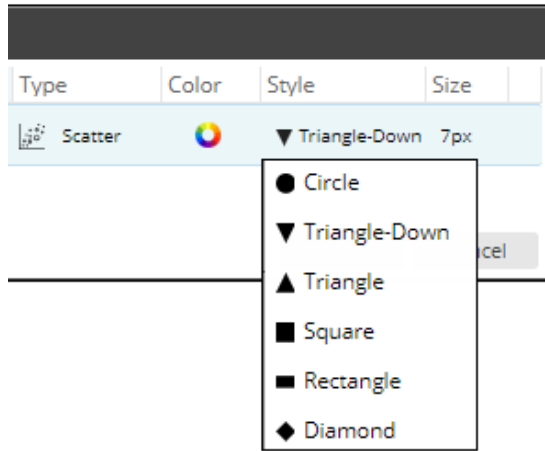 Type Color Style Size
Scatter Triangle-Down 7px
Circle
Triangle-Down
Triangle
Square
Rectangle
Diamond